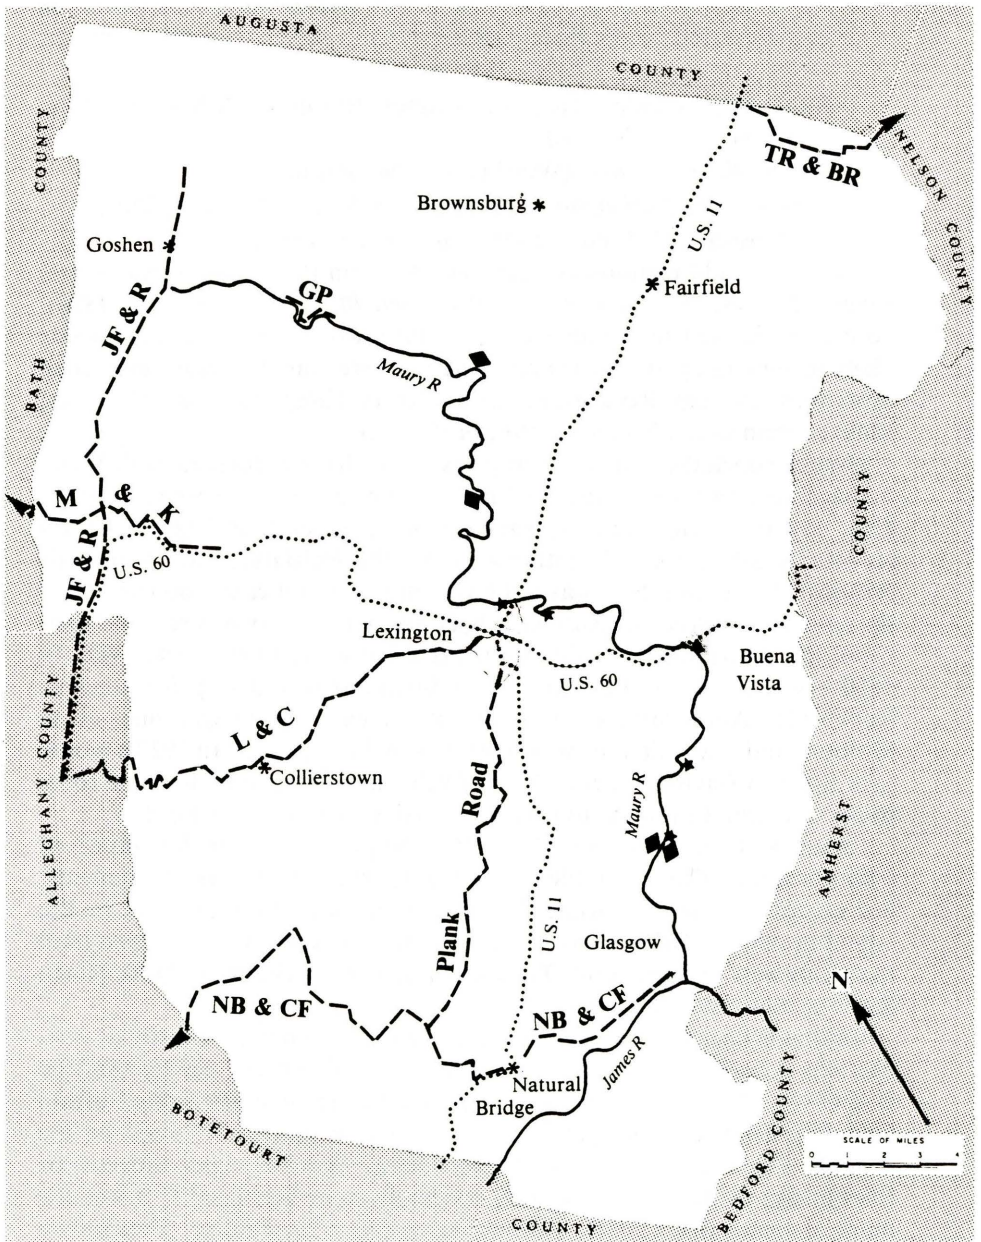 AUGUSTA
COUNTY
COUNTY
NELSON COUNTY
TR & BR
Brownsburg
U.S. 11
Goshen
Fairfield
GP
JF & R
Maury R
BATH
M & K
COUNTY
JF & R
U.S. 60
Lexington
Buena
Vista
U.S. 60
L & C
ALLEGHANY COUNTY
Collierstown
Road
Maury R
AMHERST
Plank
U.S. 11
Glasgow
N
NB & CF
NB & CF
James R
Natural
Bridge
BOTETOURT
BEDFORD COUNTY
SCALE OF MILES
0 1 2 3 4
COUNTY